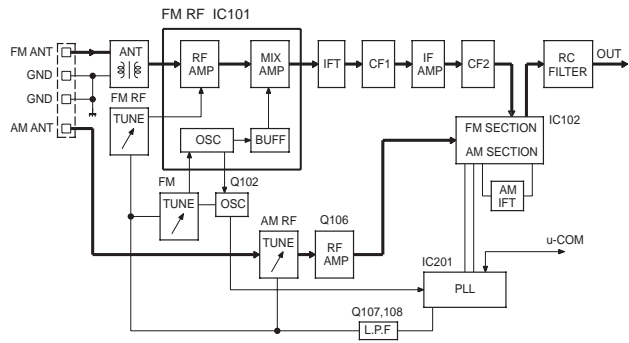 FM RF IC101
FM ANT
GND
GND
AM ANT
ANT
RF
AMP
MIX
AMP
IFT
CF1
IF
AMP
CF2
RC
FILTER
OUT
FM RF
TUNE
OSC
BUFF
FM SECTION
AM SECTION
IC102
FM
TUNE
Q102
OSC
AM
IFT
AM RF
TUNE
Q106
RF
AMP
u-COM
IC201
PLL
Q107,108
L.P.F